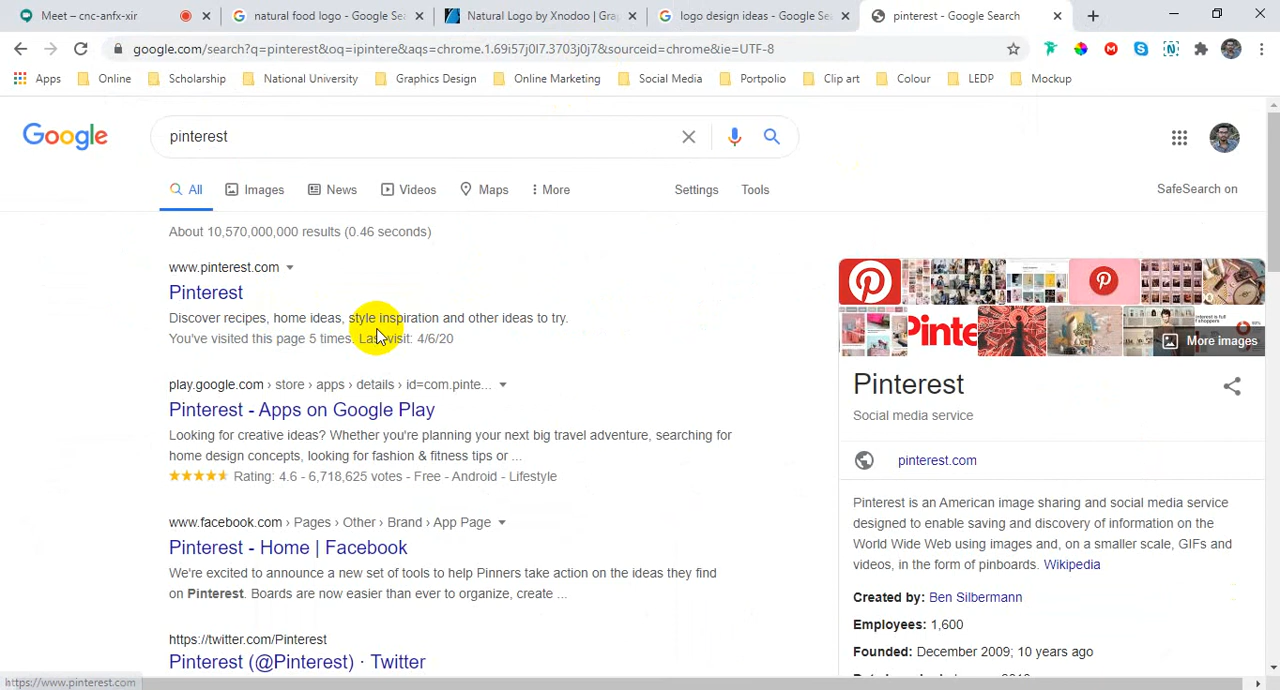 Meet – cnc-anfx-xir
natural food logo - Google Sea
Natural Logo by Xnodoo | Grap
logo design ideas - Google Sea
pinterest - Google Search
google.com/search?q=pinterest&oq=ipintere&aqs=chrome.1.69i57j0l7.3703j0j7&sourceid=chrome&ie=UTF-8
Apps Online Scholarship National University Graphics Design Online Marketing Social Media Portpolio Clip art Colour LEDP Mockup
Google
pinterest
All Images News Videos Maps More Settings Tools
SafeSearch on
About 10,570,000,000 results (0.46 seconds)
www.pinterest.com
Pinterest
Discover recipes, home ideas, style inspiration and other ideas to try.
You've visited this page 5 times. Last visit: 4/6/20
play.google.com › store › apps › details › id=com.pinte...
Pinterest - Apps on Google Play
Looking for creative ideas? Whether you're planning your next big travel adventure, searching for
home design concepts, looking for fashion & fitness tips or ...
Rating: 4.6 - 6,718,625 votes - Free - Android - Lifestyle
www.facebook.com › Pages › Other › Brand › App Page
Pinterest - Home | Facebook
We're excited to announce a new set of tools to help Pinners take action on the ideas they find
on Pinterest. Boards are now easier than ever to organize, create ...
https://twitter.com/Pinterest
Pinterest (@Pinterest) · Twitter
https://www.pinterest.com
Pinte
More images
Pinterest
Social media service
pinterest.com
Pinterest is an American image sharing and social media service
designed to enable saving and discovery of information on the
World Wide Web using images and, on a smaller scale, GIFs and
videos, in the form of pinboards. Wikipedia
Created by: Ben Silbermann
Employees: 1,600
Founded: December 2009; 10 years ago